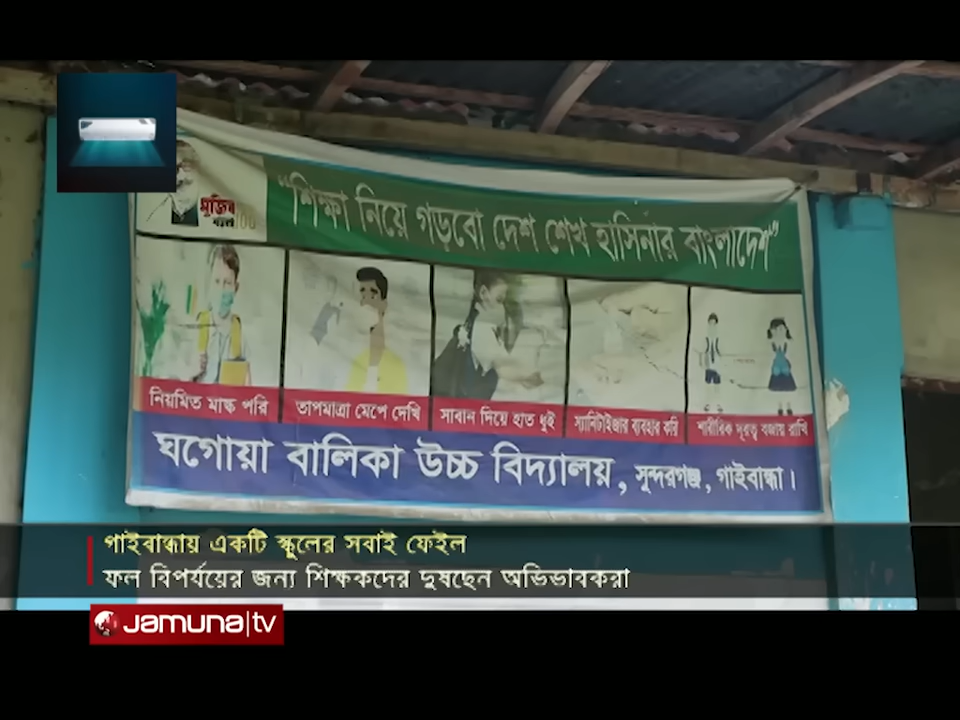 মুজিব
100
“শিক্ষা নিয়ে গড়বো দেশ শেখ হাসিনার বাংলাদেশ”
নিয়মিত মাস্ক পরি
তাপমাত্রা মেপে দেখি
সাবান দিয়ে হাত ধুই
স্যানিটাইজার ব্যবহার করি
শারীরিক দূরত্ব বজায় রাখি
ঘগোয়া বালিকা উচ্চ বিদ্যালয়, সুন্দরগঞ্জ, গাইবান্ধা।
গাইবান্ধায় একটি স্কুলের সবাই ফেইল
ফল বিপর্যয়ের জন্য শিক্ষকদের দুষছেন অভিভাবকরা
Jamuna|tv